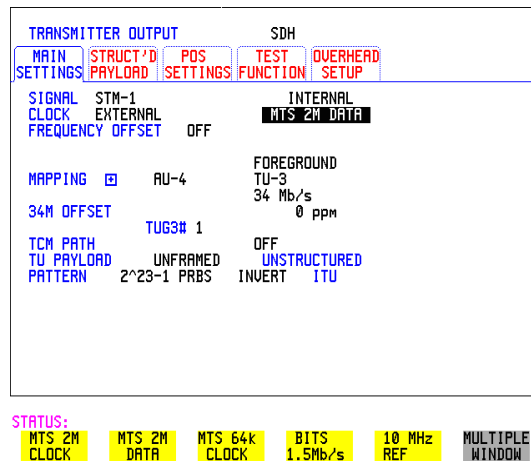 TRANSMITTER OUTPUT SDH
MAIN SETTINGS STRUCT'D PAYLOAD POS SETTINGS TEST FUNCTION OVERHEAD SETUP
SIGNAL STM-1 INTERNAL
CLOCK EXTERNAL MTS 2M DATA
FREQUENCY OFFSET OFF
FOREGROUND
MAPPING + AU-4 TU-3
34 Mb/s
34M OFFSET 0 ppm
TUG3# 1
TCM PATH OFF
TU PAYLOAD UNFRAMED UNSTRUCTURED
PATTERN 2^23-1 PRBS INVERT ITU
STATUS:
MTS 2M CLOCK MTS 2M DATA MTS 64k CLOCK BITS 1.5Mb/s 10 MHz REF MULTIPLE WINDOW